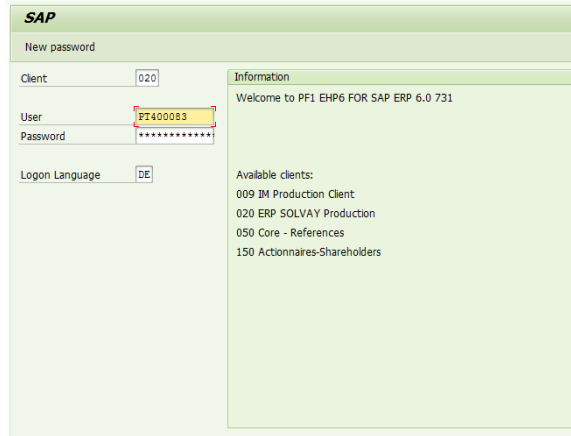 SAP
New password
Client 020
User PT400083
Password ************
Logon Language DE
Information
Welcome to PF1 EHP6 FOR SAP ERP 6.0 731
Available clients:
009 IM Production Client
020 ERP SOLVAY Production
050 Core - References
150 Actionnaires-Shareholders